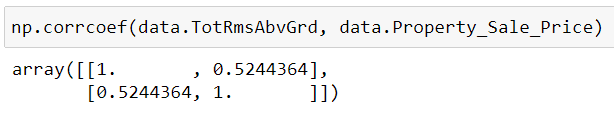 np.corrcoef(data.TotRmsAbvGrd, data.Property_Sale_Price)
array([[1.       , 0.5244364],
       [0.5244364, 1.       ]])